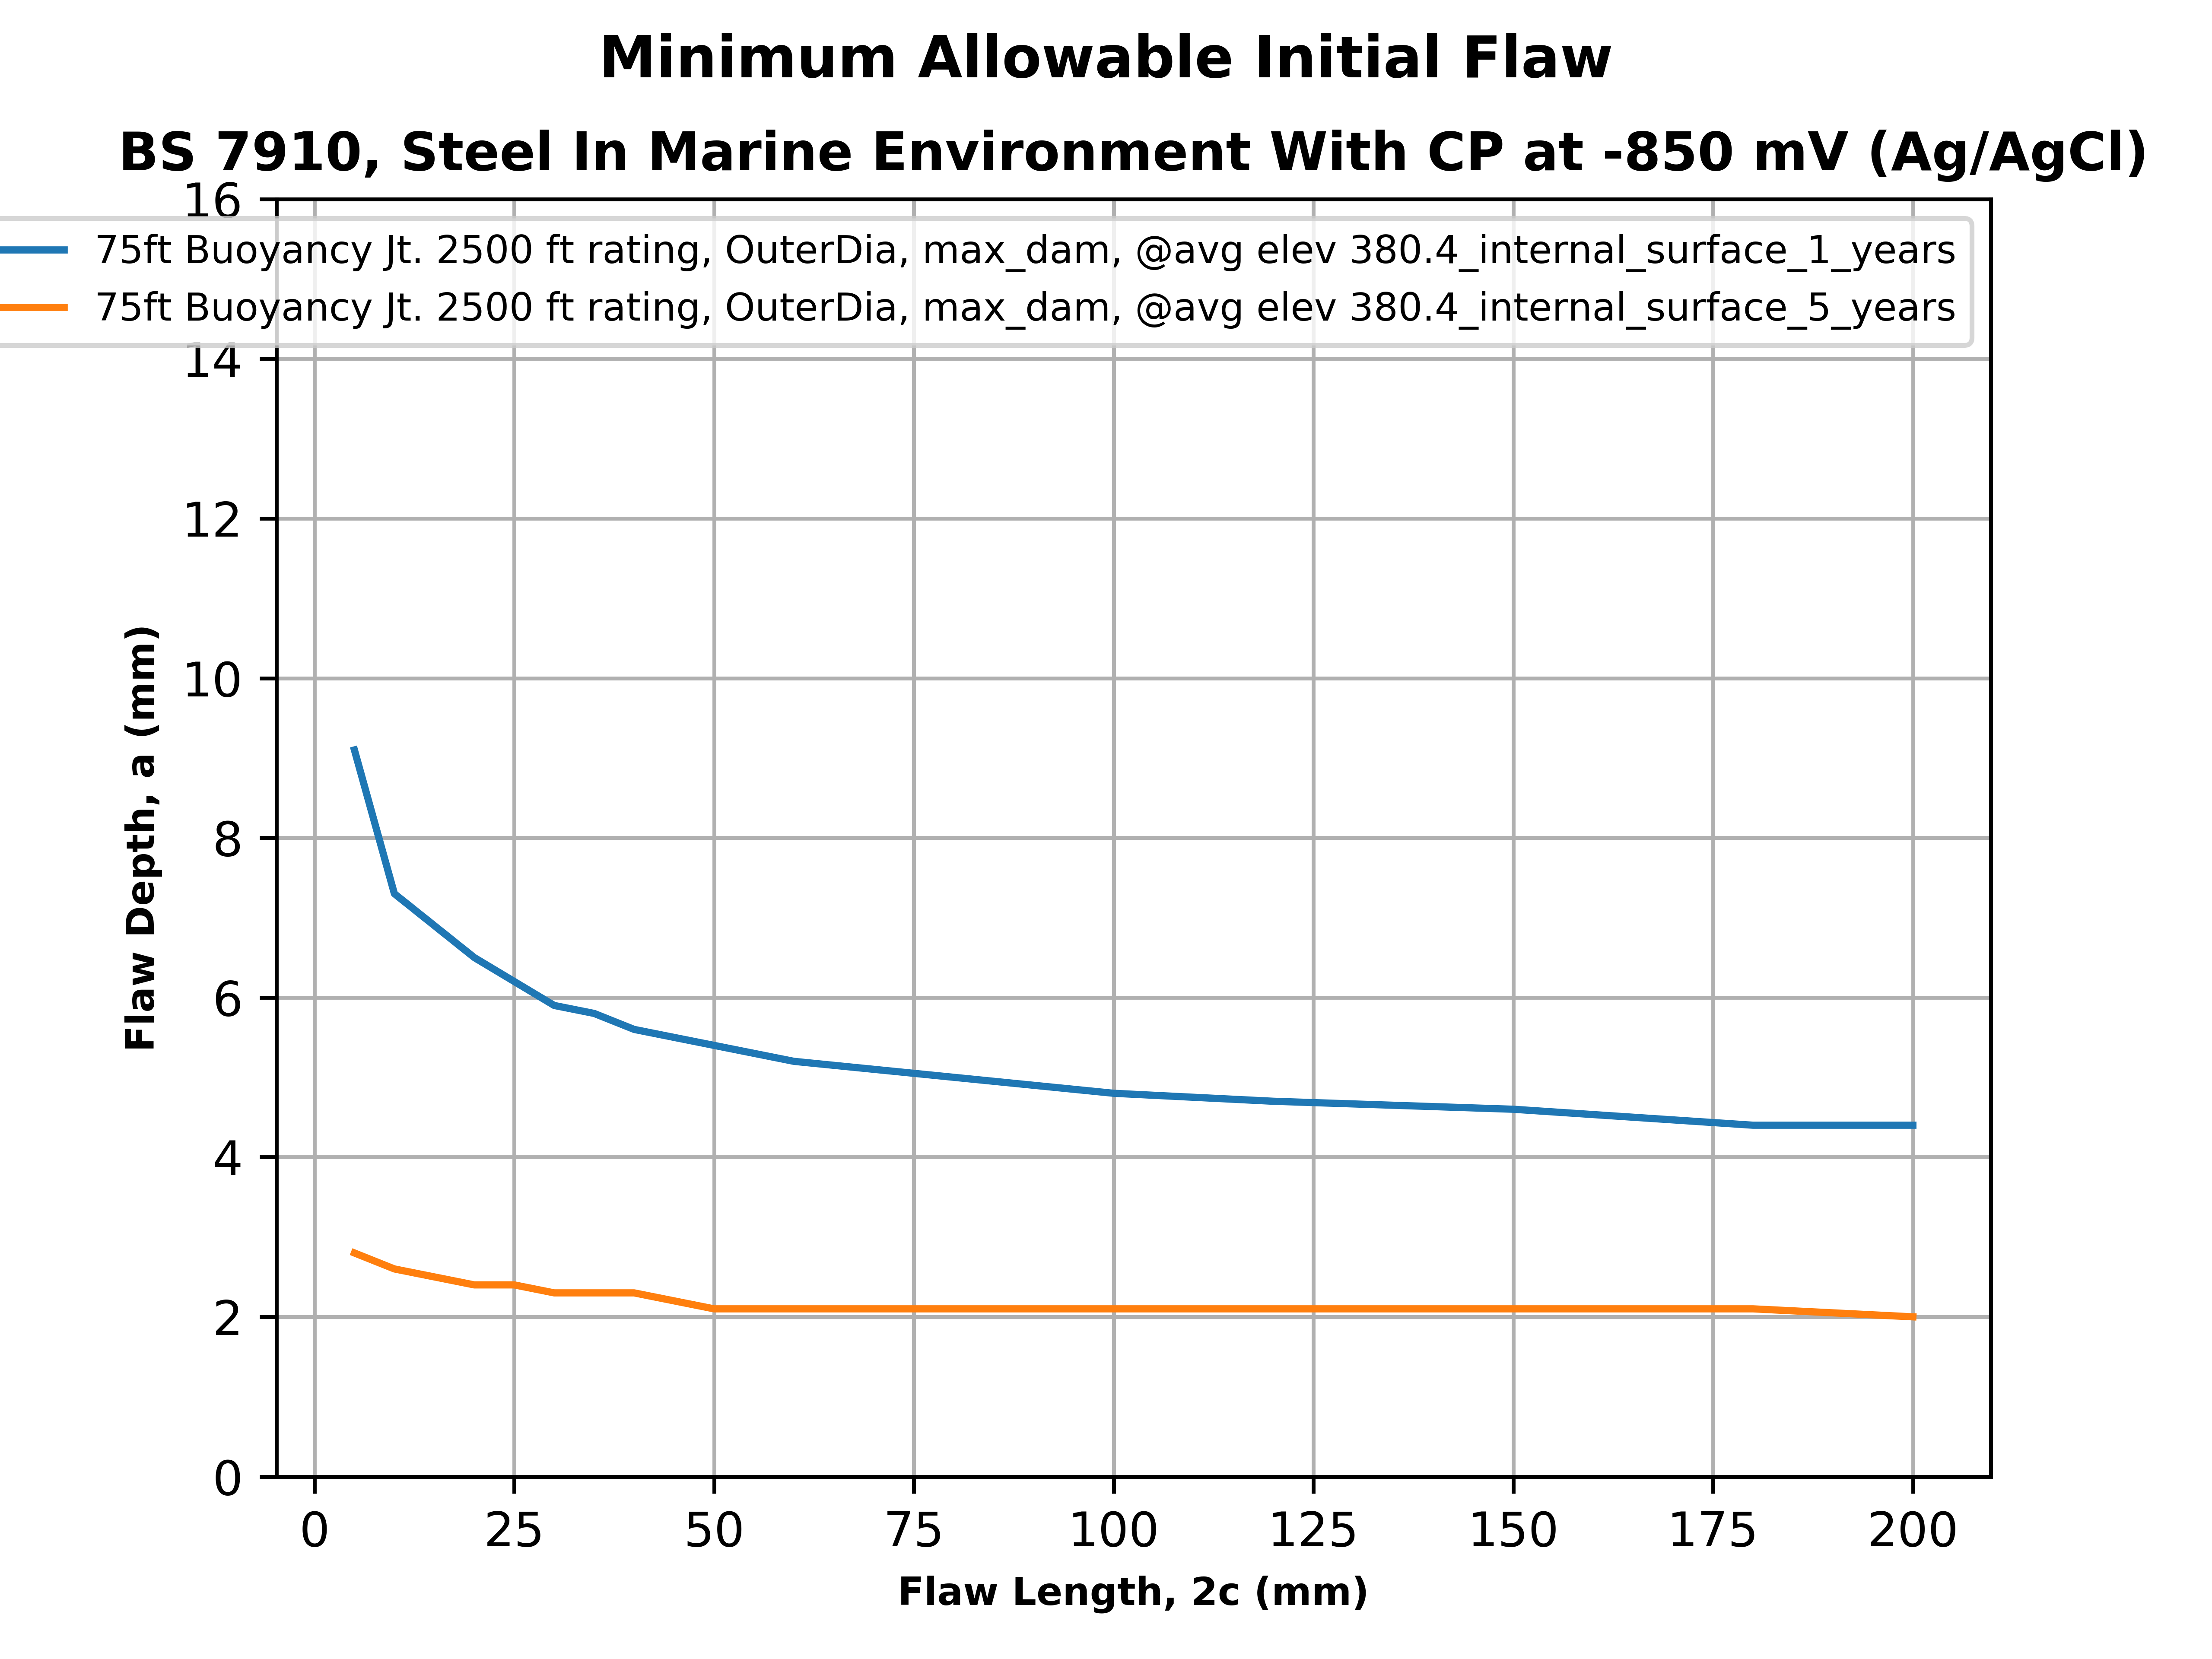 Minimum Allowable Initial Flaw
BS 7910, Steel In Marine Environment With CP at -850 mV (Ag/AgCl)
75ft Buoyancy Jt. 2500 ft rating, OuterDia, max_dam, @avg elev 380.4_internal_surface_1_years
75ft Buoyancy Jt. 2500 ft rating, OuterDia, max_dam, @avg elev 380.4_internal_surface_5_years
16
14
12
10
8
6
4
2
0
Flaw Depth, a (mm)
0 25 50 75 100 125 150 175 200
Flaw Length, 2c (mm)